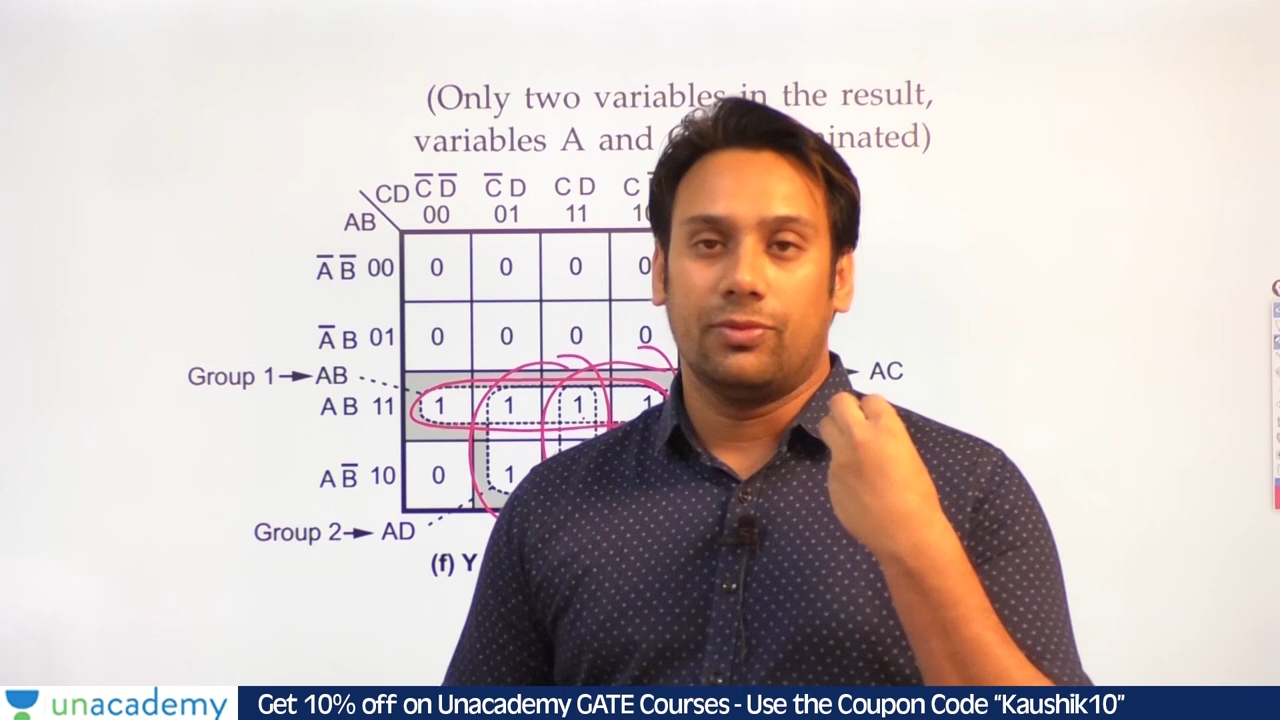 (Only two variables in the result,
variables A and
CD C̅ D̅ C̅ D C D C
AB 00 01 11 10
A̅ B̅ 00 0 0 0 0
A̅ B 01 0 0 0 0
Group 1→ AB AC
A B 11 1 1 1 1
A B̅ 10 0 1
Group 2→ AD
(f) Y
unacademy Get 10% off on Unacademy GATE Courses - Use the Coupon Code “Kaushik10”